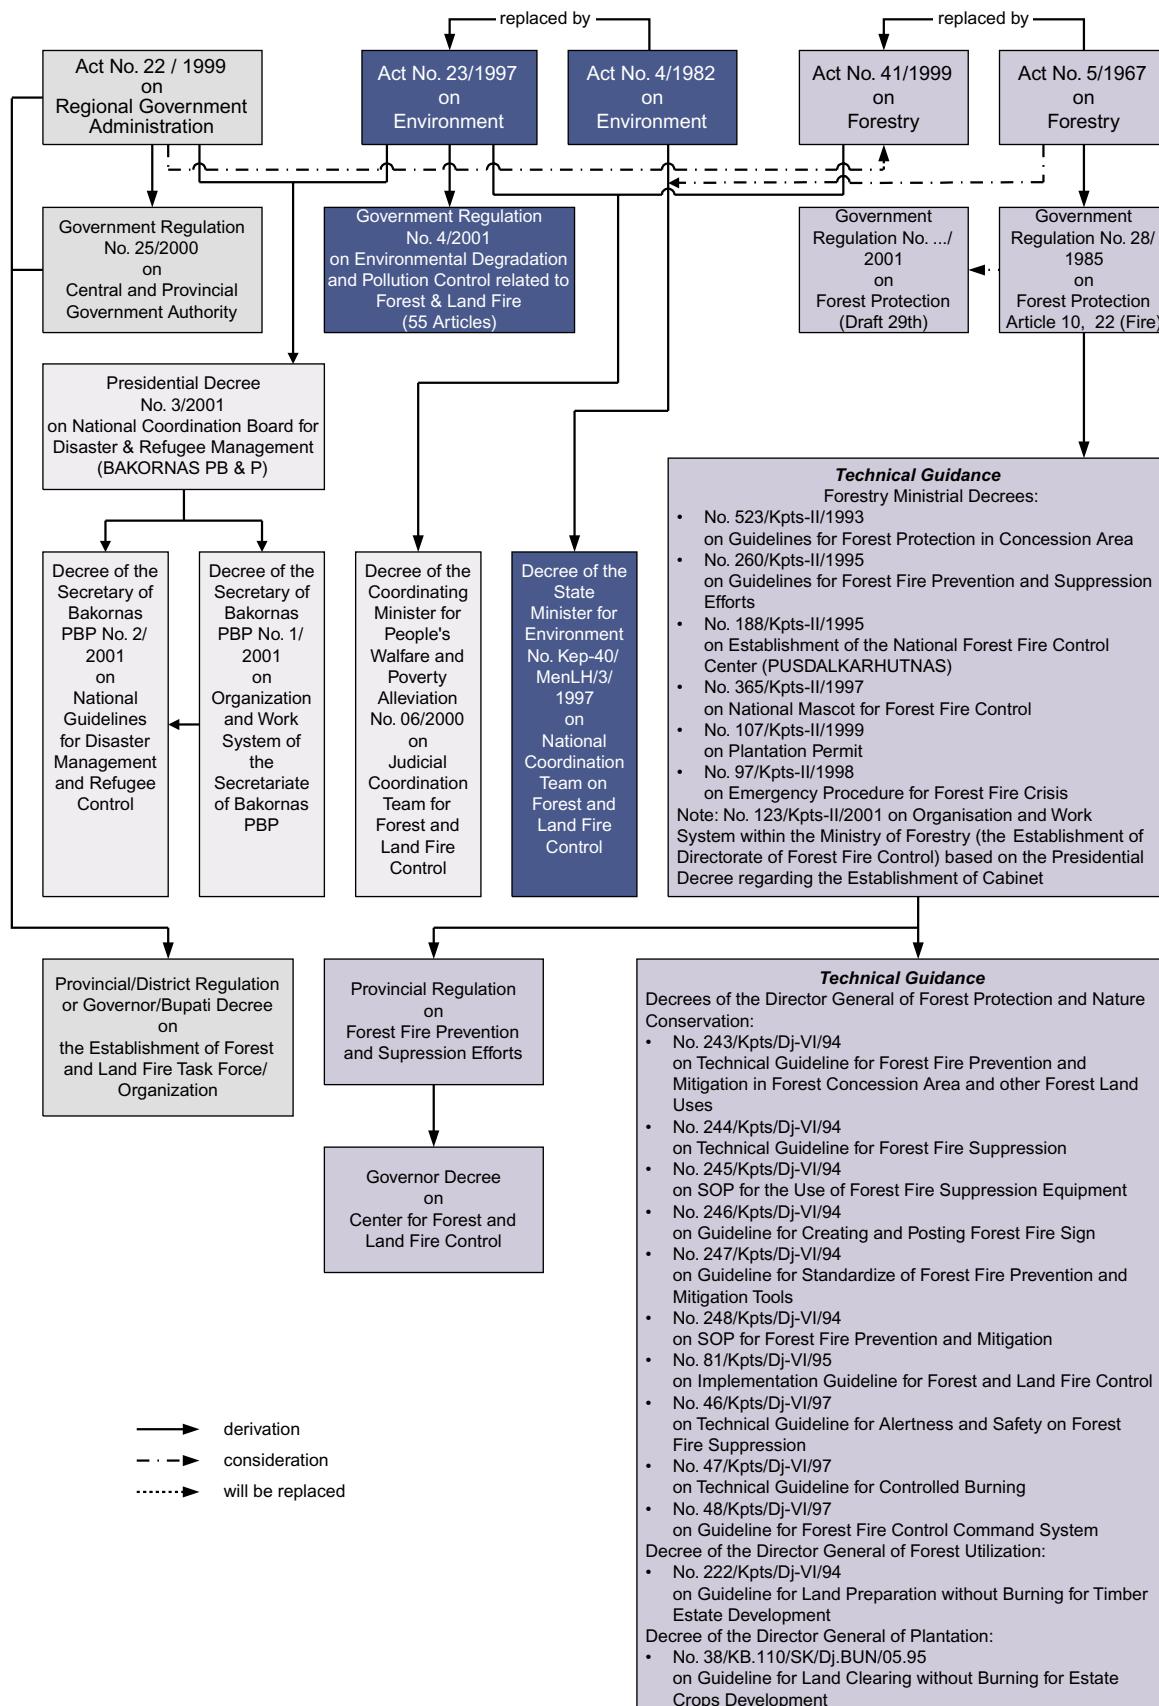 replaced by
replaced by
Act No. 22 / 1999
on
Regional Government
Administration
Act No. 23/1997
on
Environment
Act No. 4/1982
on
Environment
Act No. 41/1999
on
Forestry
Act No. 5/1967
on
Forestry
Government Regulation
No. 25/2000
on
Central and Provincial
Government Authority
Government Regulation
No. 4/2001
on Environmental Degradation
and Pollution Control related to
Forest & Land Fire
(55 Articles)
Government
Regulation No. .../
2001
on
Forest Protection
(Draft 29th)
Government
Regulation No. 28/
1985
on
Forest Protection
Article 10, 22 (Fire)
Presidential Decree
No. 3/2001
on National Coordination Board for
Disaster & Refugee Management
(BAKORNAS PB & P)
Decree of the
Secretary of
Bakornas
PBP No. 2/
2001
on
National
Guidelines
for Disaster
Management
and Refugee
Control
Decree of the
Secretary of
Bakornas
PBP No. 1/
2001
on
Organization
and Work
System of
the
Secretariate
of Bakornas
PBP
Decree of the
Coordinating
Minister for
People's
Walfare and
Poverty
Alleviation
No. 06/2000
on
Judicial
Coordination
Team for
Forest and
Land Fire
Control
Decree of the
State
Minister for
Environment
No. Kep-40/
MenLH/3/
1997
on
National
Coordination
Team on
Forest and
Land Fire
Control
Technical Guidance
Forestry Ministrial Decrees:
• No. 523/Kpts-II/1993
on Guidelines for Forest Protection in Concession Area
• No. 260/Kpts-II/1995
on Guidelines for Forest Fire Prevention and Suppression
Efforts
• No. 188/Kpts-II/1995
on Establishment of the National Forest Fire Control
Center (PUSDALKARHUTNAS)
• No. 365/Kpts-II/1997
on National Mascot for Forest Fire Control
• No. 107/Kpts-II/1999
on Plantation Permit
• No. 97/Kpts-II/1998
on Emergency Procedure for Forest Fire Crisis
Note: No. 123/Kpts-II/2001 on Organisation and Work
System within the Ministry of Forestry (the Establishment of
Directorate of Forest Fire Control) based on the Presidential
Decree regarding the Establishment of Cabinet
Provincial/District Regulation
or Governor/Bupati Decree
on
the Establishment of Forest
and Land Fire Task Force/
Organization
Provincial Regulation
on
Forest Fire Prevention
and Supression Efforts
Governor Decree
on
Center for Forest and
Land Fire Control
Technical Guidance
Decrees of the Director General of Forest Protection and Nature
Conservation:
• No. 243/Kpts/Dj-VI/94
on Technical Guideline for Forest Fire Prevention and
Mitigation in Forest Concession Area and other Forest Land
Uses
• No. 244/Kpts/Dj-VI/94
on Technical Guideline for Forest Fire Suppression
• No. 245/Kpts/Dj-VI/94
on SOP for the Use of Forest Fire Suppression Equipment
• No. 246/Kpts/Dj-VI/94
on Guideline for Creating and Posting Forest Fire Sign
• No. 247/Kpts/Dj-VI/94
on Guideline for Standardize of Forest Fire Prevention and
Mitigation Tools
• No. 248/Kpts/Dj-VI/94
on SOP for Forest Fire Prevention and Mitigation
• No. 81/Kpts/Dj-VI/95
on Implementation Guideline for Forest and Land Fire Control
• No. 46/Kpts/Dj-VI/97
on Technical Guideline for Alertness and Safety on Forest
Fire Suppression
• No. 47/Kpts/Dj-VI/97
on Technical Guideline for Controlled Burning
• No. 48/Kpts/Dj-VI/97
on Guideline for Forest Fire Control Command System
Decree of the Director General of Forest Utilization:
• No. 222/Kpts/Dj-VI/94
on Guideline for Land Preparation without Burning for Timber
Estate Development
Decree of the Director General of Plantation:
• No. 38/KB.110/SK/Dj.BUN/05.95
on Guideline for Land Clearing without Burning for Estate
Crops Development
derivation
consideration
will be replaced